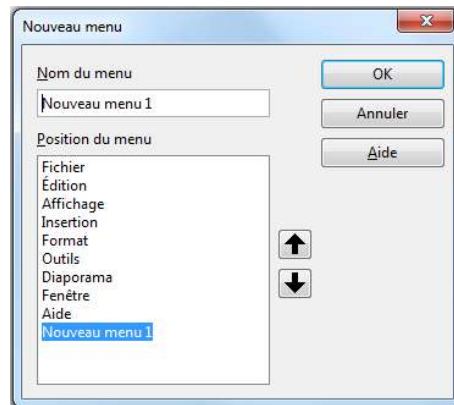 Nouveau menu
Nom du menu
Nouveau menu 1
Position du menu
Fichier
Édition
Affichage
Insertion
Format
Outils
Diaporama
Fenêtre
Aide
Nouveau menu 1
OK
Annuler
Aide